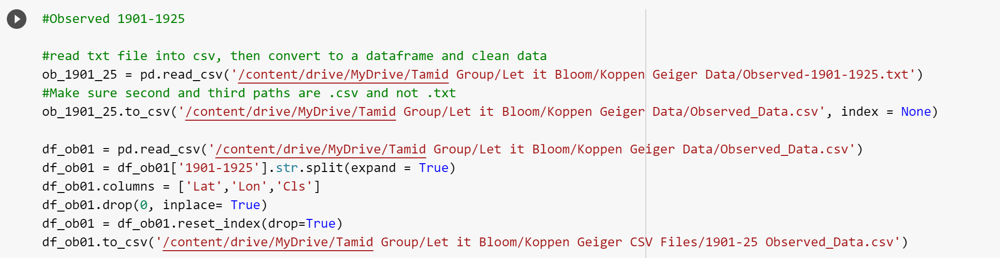 #Observed 1901-1925
#read txt file into csv, then convert to a dataframe and clean data
ob_1901_25 = pd.read_csv('/content/drive/MyDrive/Tamid Group/Let it Bloom/Koppen Geiger Data/Observed-1901-1925.txt')
#Make sure second and third paths are .csv and not .txt
ob_1901_25.to_csv('/content/drive/MyDrive/Tamid Group/Let it Bloom/Koppen Geiger Data/Observed_Data.csv', index = None)
df_ob01 = pd.read_csv('/content/drive/MyDrive/Tamid Group/Let it Bloom/Koppen Geiger Data/Observed_Data.csv')
df_ob01 = df_ob01['1901-1925'].str.split(expand = True)
df_ob01.columns = ['Lat','Lon','Cls']
df_ob01.drop(0, inplace= True)
df_ob01 = df_ob01.reset_index(drop=True)
df_ob01.to_csv('/content/drive/MyDrive/Tamid Group/Let it Bloom/Koppen Geiger CSV Files/1901-25 Observed_Data.csv')